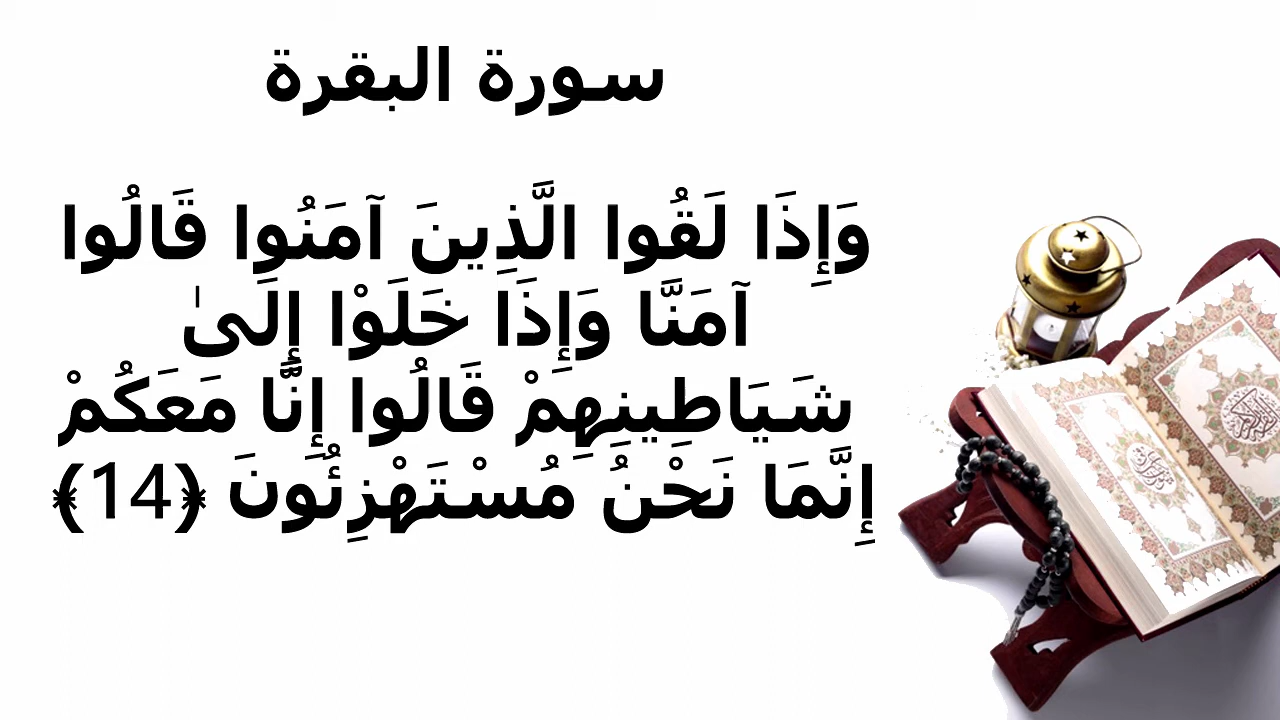 سورة البقرة
وَإِذَا لَقُوا الَّذِينَ آمَنُوا قَالُوا
آمَنَّا وَإِذَا خَلَوْا إِلَىٰ
شَيَاطِينِهِمْ قَالُوا إِنَّا مَعَكُمْ
إِنَّمَا نَحْنُ مُسْتَهْزِئُونَ ﴿14﴾